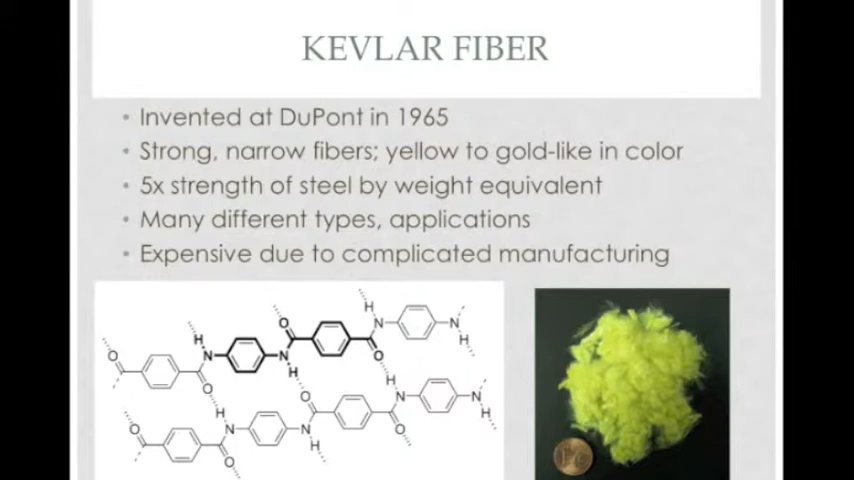 KEVLAR FIBER
• Invented at DuPont in 1965
• Strong, narrow fibers; yellow to gold-like in color
• 5x strength of steel by weight equivalent
• Many different types, applications
• Expensive due to complicated manufacturing
H
O
H
N
N
H
H
N
O
O
N
H
O
H
O
H
N
N
O
N
H
O
N
H
O
O